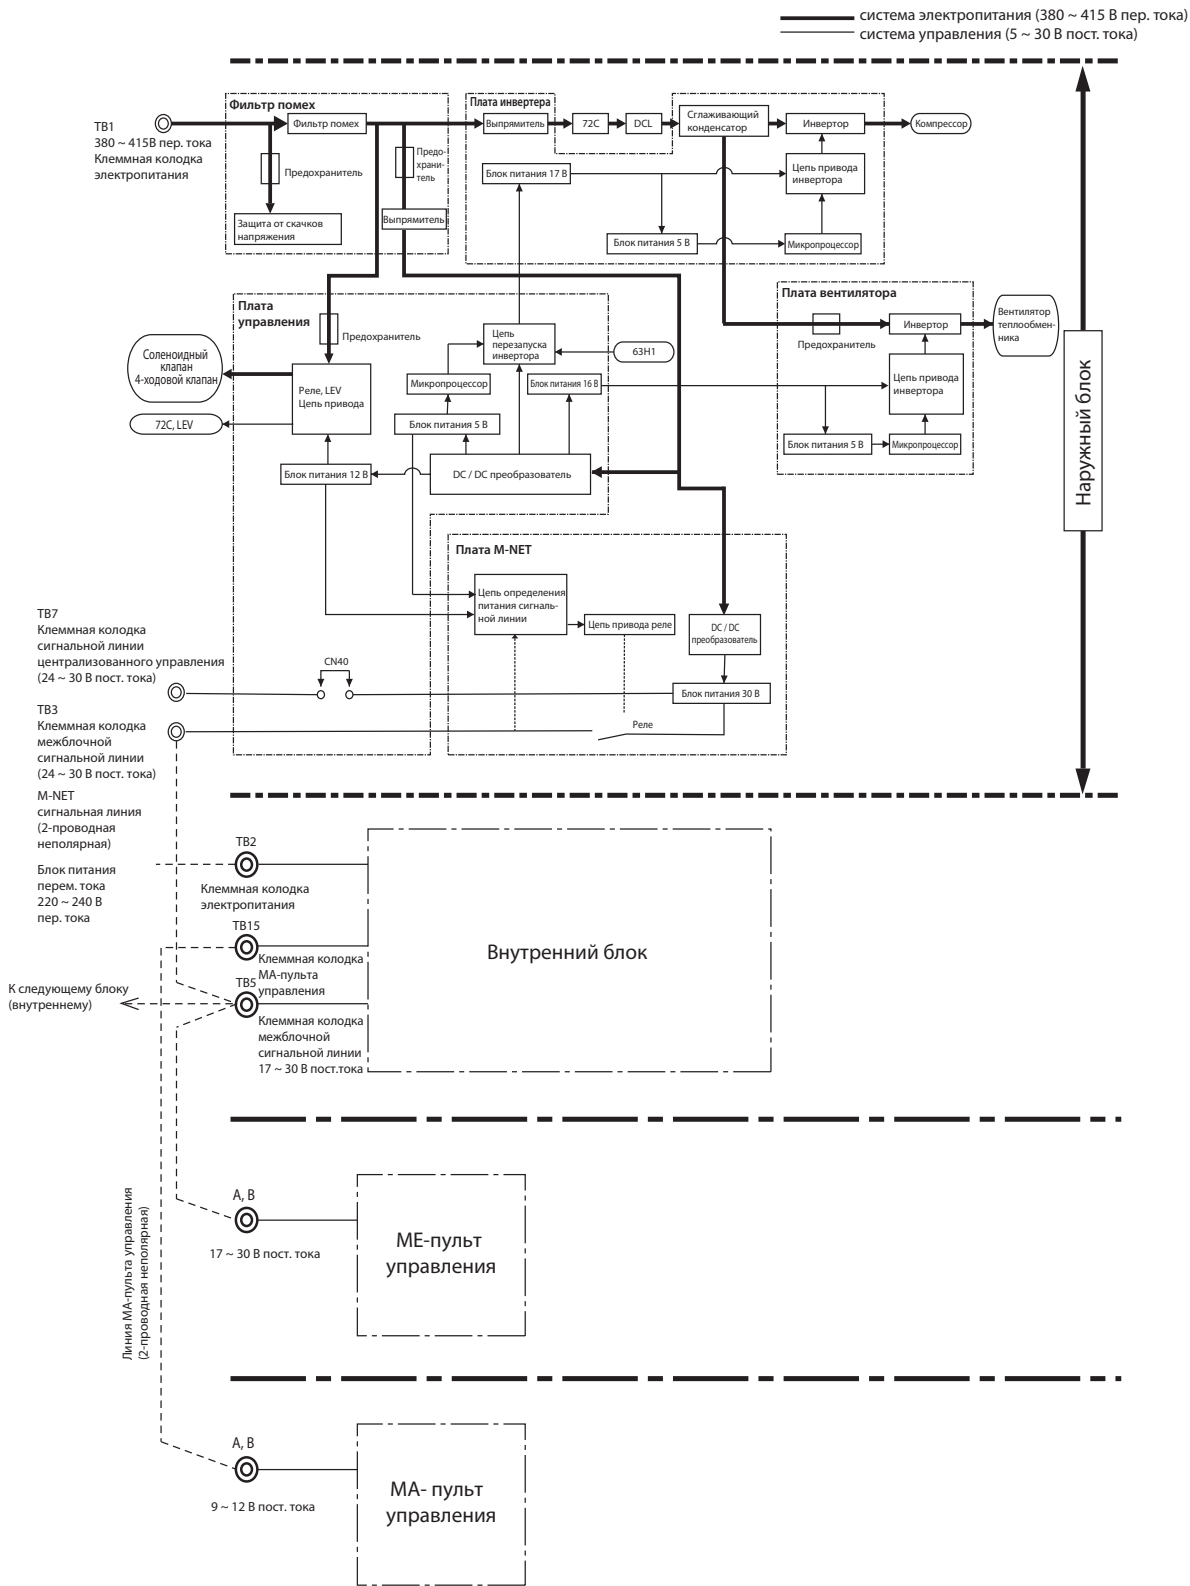 система электропитания (380 ~ 415 В пер. тока)
система управления (5 ~ 30 В пост. тока)
Фильтр помех
Плата инвертера
TB1
380 ~ 415В пер. тока
Клеммная колодка
электропитания
Фильтр помех
Выпрямитель
72C
DCL
Сглаживающий
конденсатор
Инвертор
Компрессор
Предохранитель
Предо-
храни-
тель
Блок питания 17 В
Цепь привода
инвертора
Защита от скачков
напряжения
Выпрямитель
Блок питания 5 В
Микропроцессор
Плата
управления
Предохранитель
Плата вентилятора
Цепь
перезапуска
инвертора
63H1
Предохранитель
Инвертор
Вентилятор
теплообмен-
ника
Соленоидный
клапан
4-ходовой клапан
Реле, LEV
Цепь привода
Микропроцессор
Блок питания 16 В
Цепь привода
инвертора
72C, LEV
Блок питания 5 В
Блок питания 5 В
Микропроцессор
Блок питания 12 В
DC / DC преобразователь
Наружный блок
Плата M-NET
Цепь определения
питания сигналь-
ной линии
Цепь привода реле
DC / DC
преобразователь
TB7
Клеммная колодка
сигнальной линии
централизованного управления
(24 ~ 30 В пост. тока)
CN40
Блок питания 30 В
TB3
Клеммная колодка
межблочной
сигнальной линии
(24 ~ 30 В пост. тока)
Реле
M-NET
сигнальная линия
(2-проводная
неполярная)
TB2
Блок питания
перем. тока
220 ~ 240 В
пер. тока
Клеммная колодка
электропитания
TB15
Клеммная колодка
МА-пульта
управления
Внутренний блок
К следующему блоку
(внутреннему)
TB5
Клеммная колодка
межблочной
сигнальной линии
17 ~ 30 В пост.тока
Линия МА-пульта управления
(2-проводная неполярная)
A, B
17 ~ 30 В пост. тока
МЕ-пульт
управления
A, B
9 ~ 12 В пост. тока
МА- пульт
управления